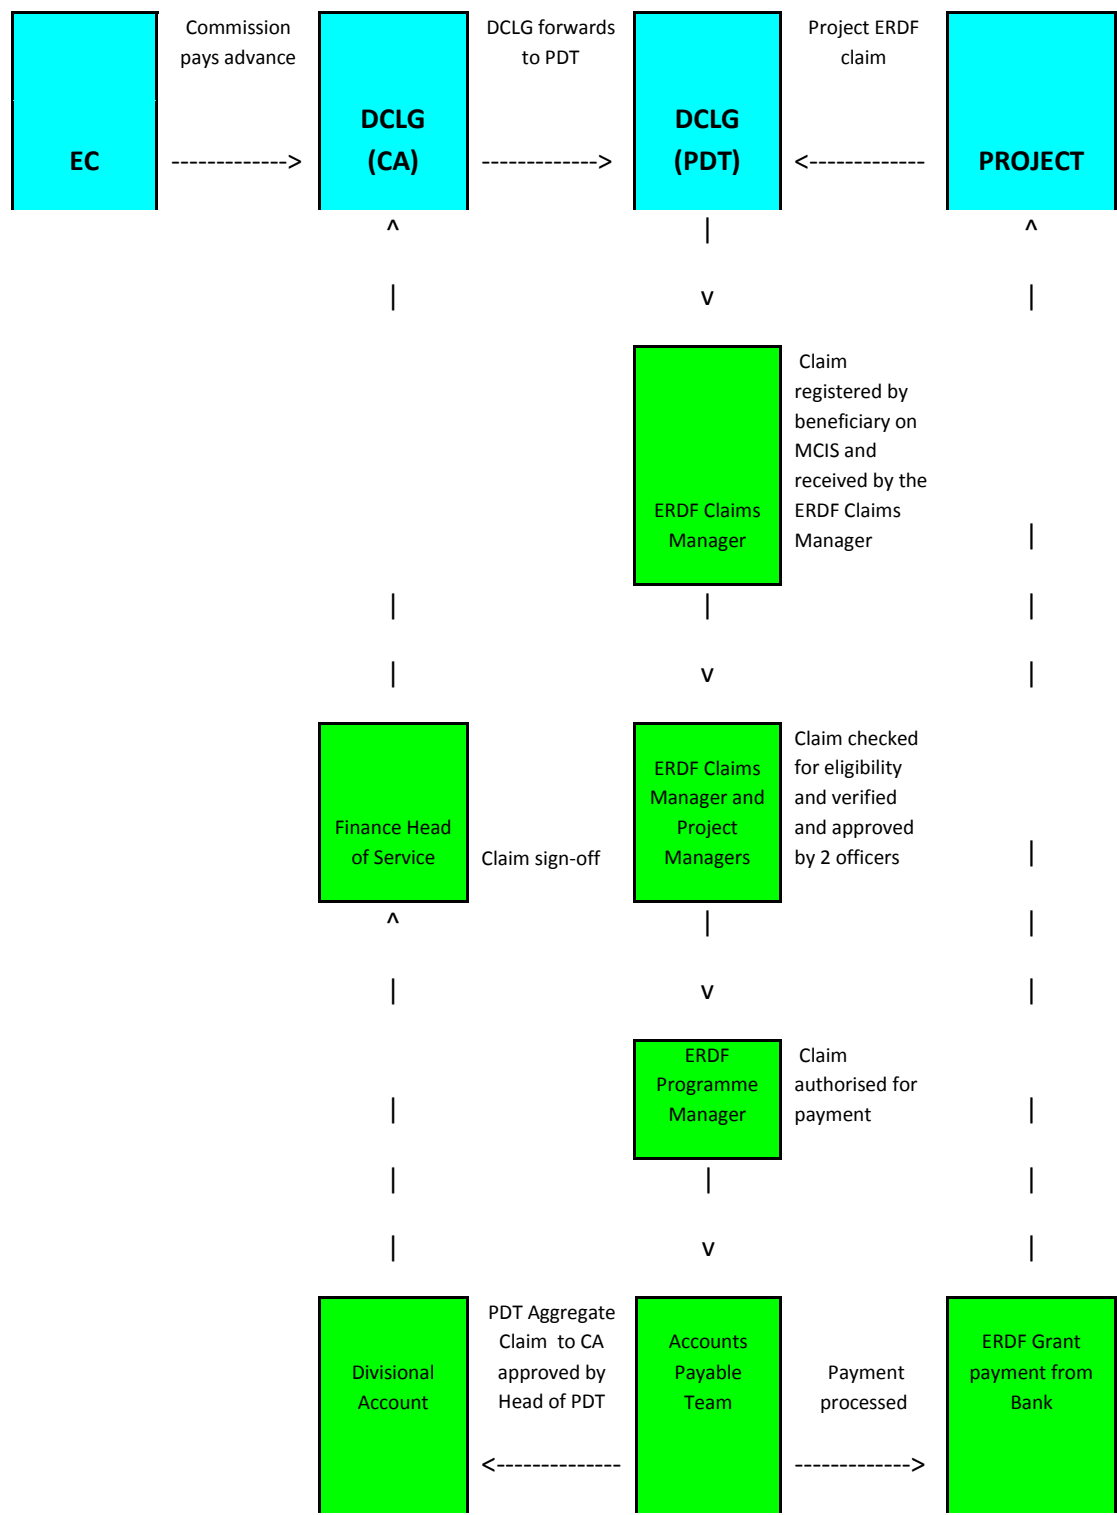 Commission
pays advance
DCLG forwards
to PDT
Project ERDF
claim
EC
------------->
DCLG
(CA)
------------->
DCLG
(PDT)
<-------------
PROJECT
^
|
^
|
v
|
ERDF Claims
Manager
Claim
registered by
beneficiary on
MCIS and
received by the
ERDF Claims
Manager
|
|
|
|
|
v
|
Finance Head
of Service
Claim sign-off
ERDF Claims
Manager and
Project
Managers
Claim checked
for eligibility
and verified
and approved
by 2 officers
|
^
|
|
|
v
|
ERDF
Programme
Manager
Claim
authorised for
payment
|
|
|
|
|
|
v
|
Divisional
Account
PDT Aggregate
Claim to CA
approved by
Head of PDT
<-------------
Accounts
Payable
Team
Payment
processed
------------->
ERDF Grant
payment from
Bank